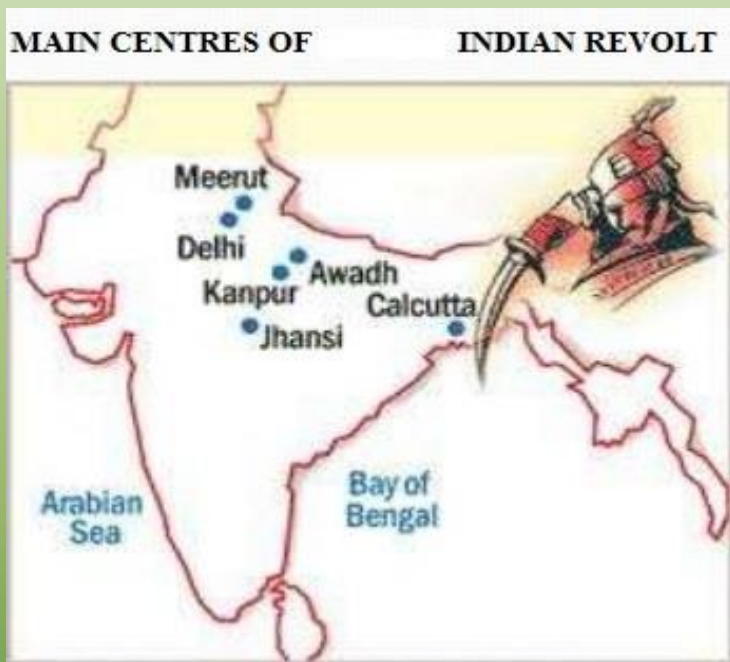 MAIN CENTRES OF INDIAN REVOLT
Meerut
Delhi
Awadh
Kanpur
Calcutta
Jhansi
Arabian
Sea
Bay of
Bengal